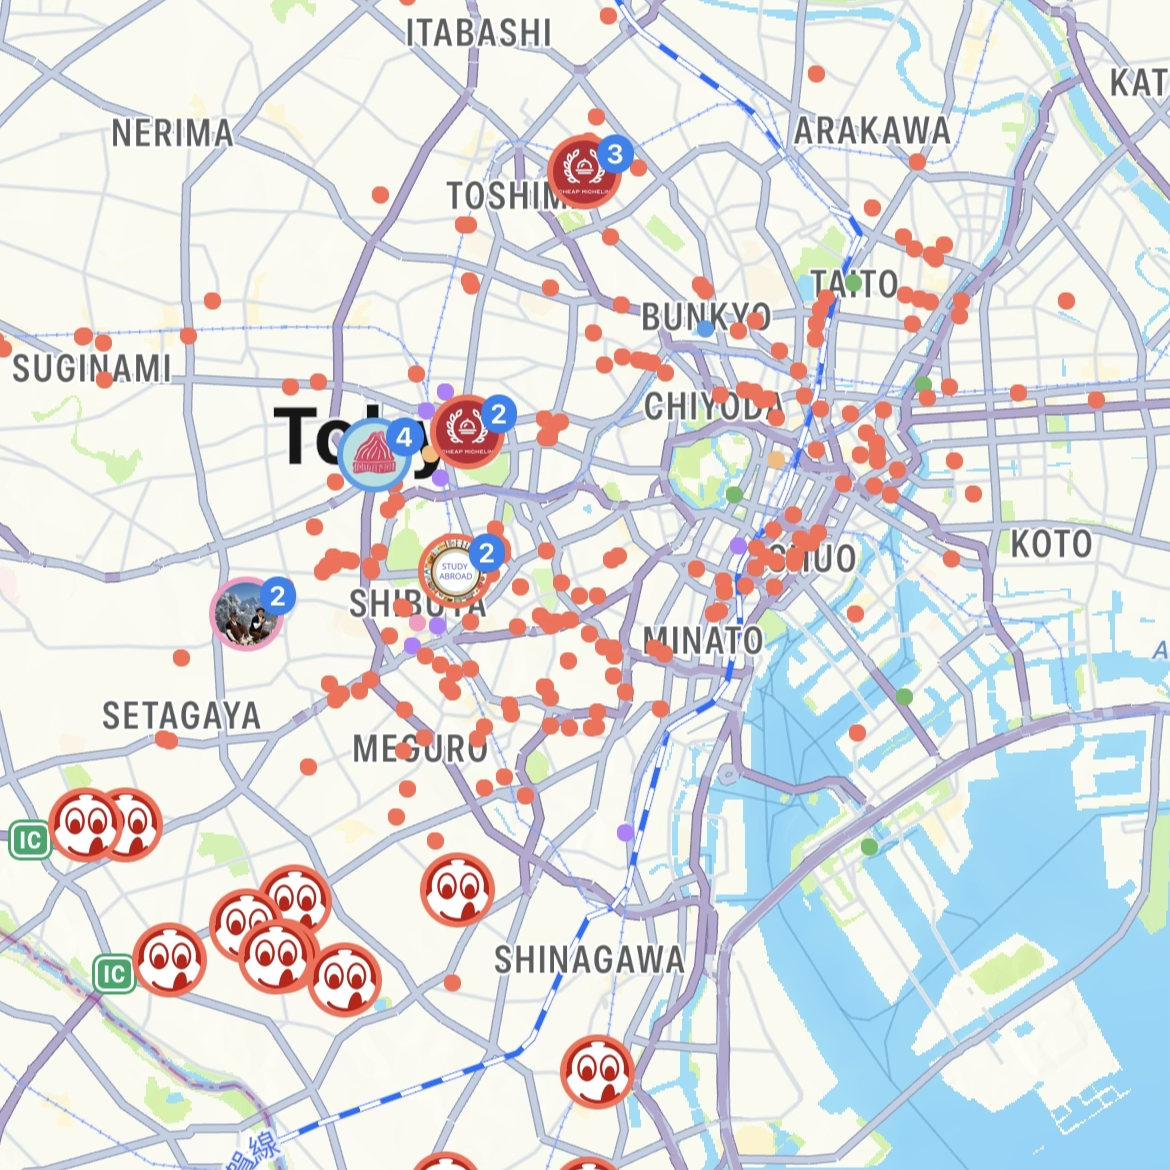 ITABASHI
KAT
NERIMA
ARAKAWA
3
CHEAP MICHELIN
TOSHIM
TAITO
BUNKYO
SUGINAMI
CHIYODA
To
y
4
2
CHEAP MICHELIN
KOTO
CHUO
2
STUDY
ABROAD
SHIBUYA
2
MINATO
A
SETAGAYA
MEGURO
IC
SHINAGAWA
IC
線